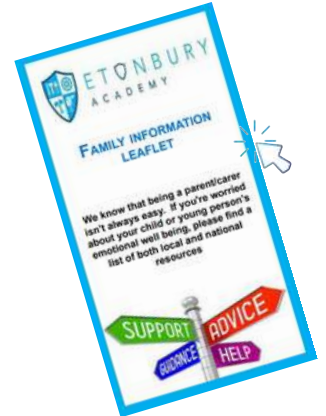 ETONBURY
ACADEMY
FAMILY INFORMATION
LEAFLET
We know that being a parent/carer
isn't always easy. If you're worried
about your child or young person's
emotional well being, please find a
list of both local and national
resources
SUPPORT
ADVICE
GUIDANCE
HELP